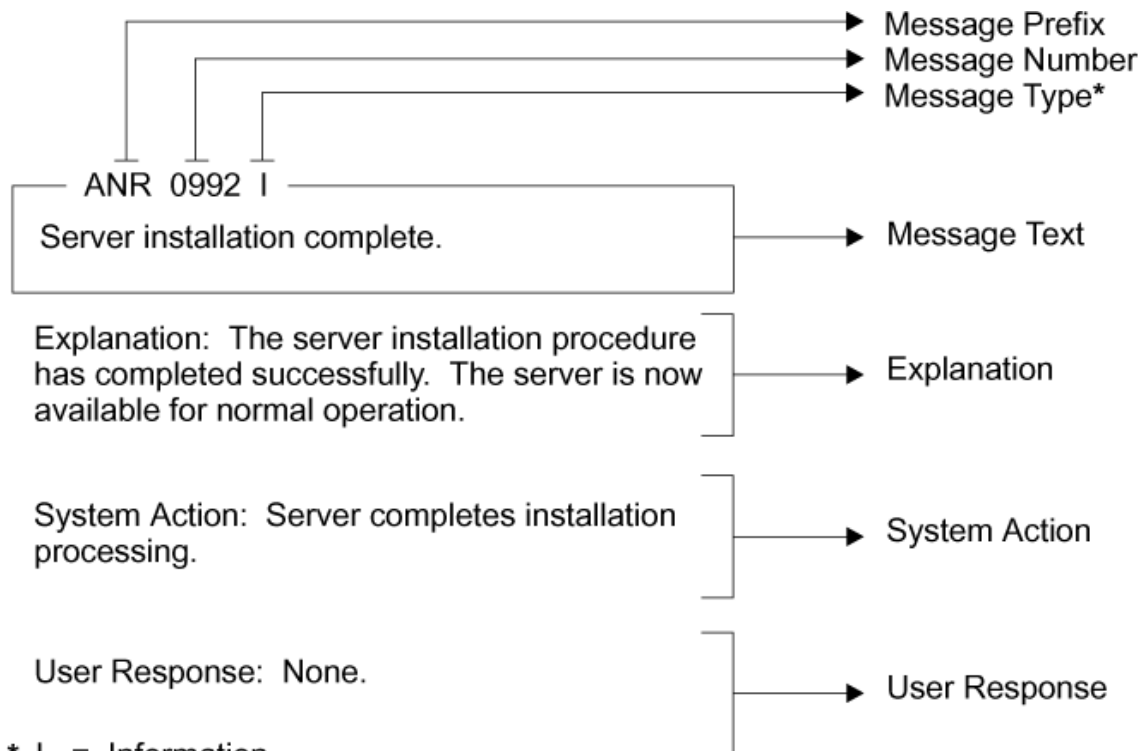 Message Prefix
Message Number
Message Type*
ANR 0992 I
Server installation complete.
Message Text
Explanation: The server installation procedure
has completed successfully. The server is now
available for normal operation.
Explanation
System Action: Server completes installation
processing.
System Action
User Response: None.
User Response
* I = Information